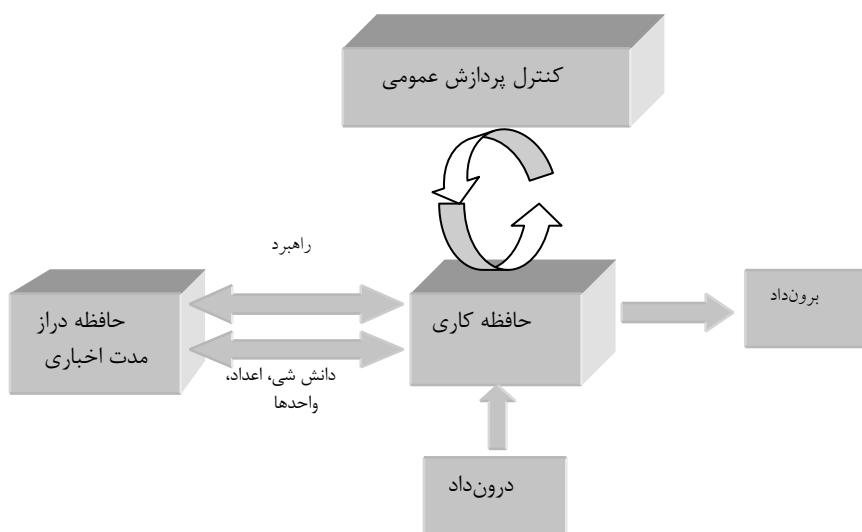 کنترل پردازش عمومی
راهبرد
حافظه دراز
مدت اخباری
حافظه کاری
برون‌داد
دانش شی، اعداد،
واحدها
درون‌داد